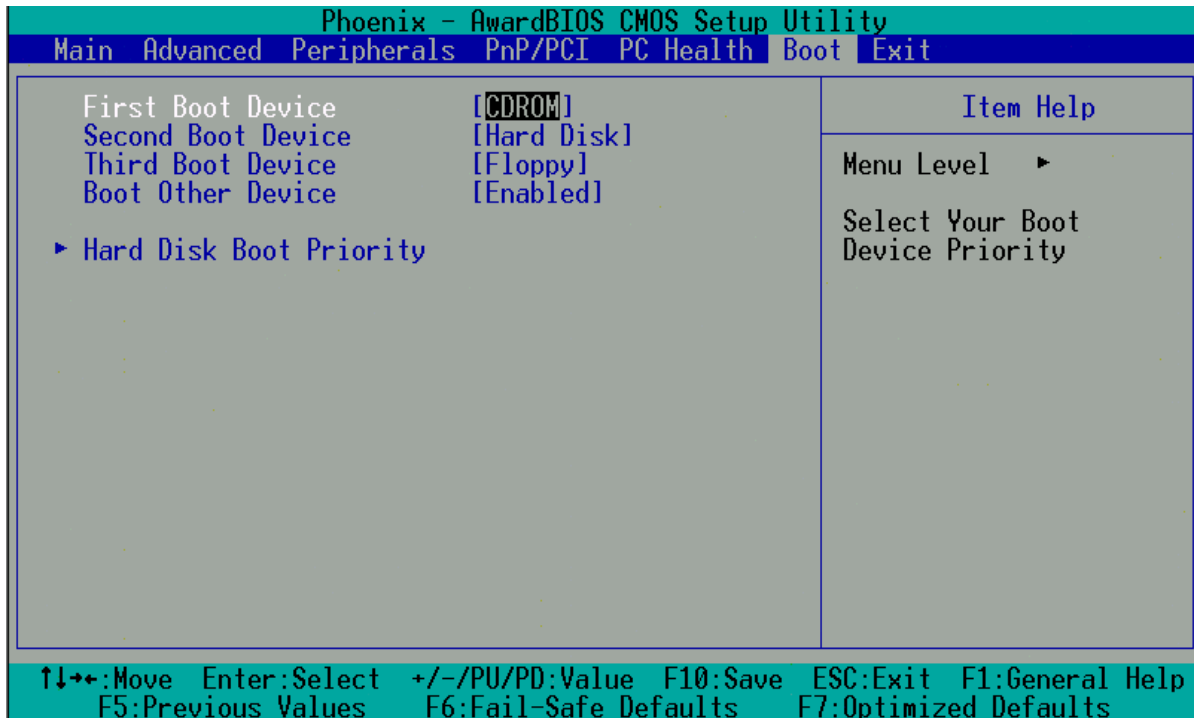 Phoenix - AwardBIOS CMOS Setup Utility
Main Advanced Peripherals PnP/PCI PC Health Boot Exit
First Boot Device [CDROM]
Second Boot Device [Hard Disk]
Third Boot Device [Floppy]
Boot Other Device [Enabled]
▶ Hard Disk Boot Priority
Item Help
Menu Level ▶
Select Your Boot
Device Priority
↑↓→←:Move Enter:Select +/-/PU/PD:Value F10:Save ESC:Exit F1:General Help
F5:Previous Values F6:Fail-Safe Defaults F7:Optimized Defaults